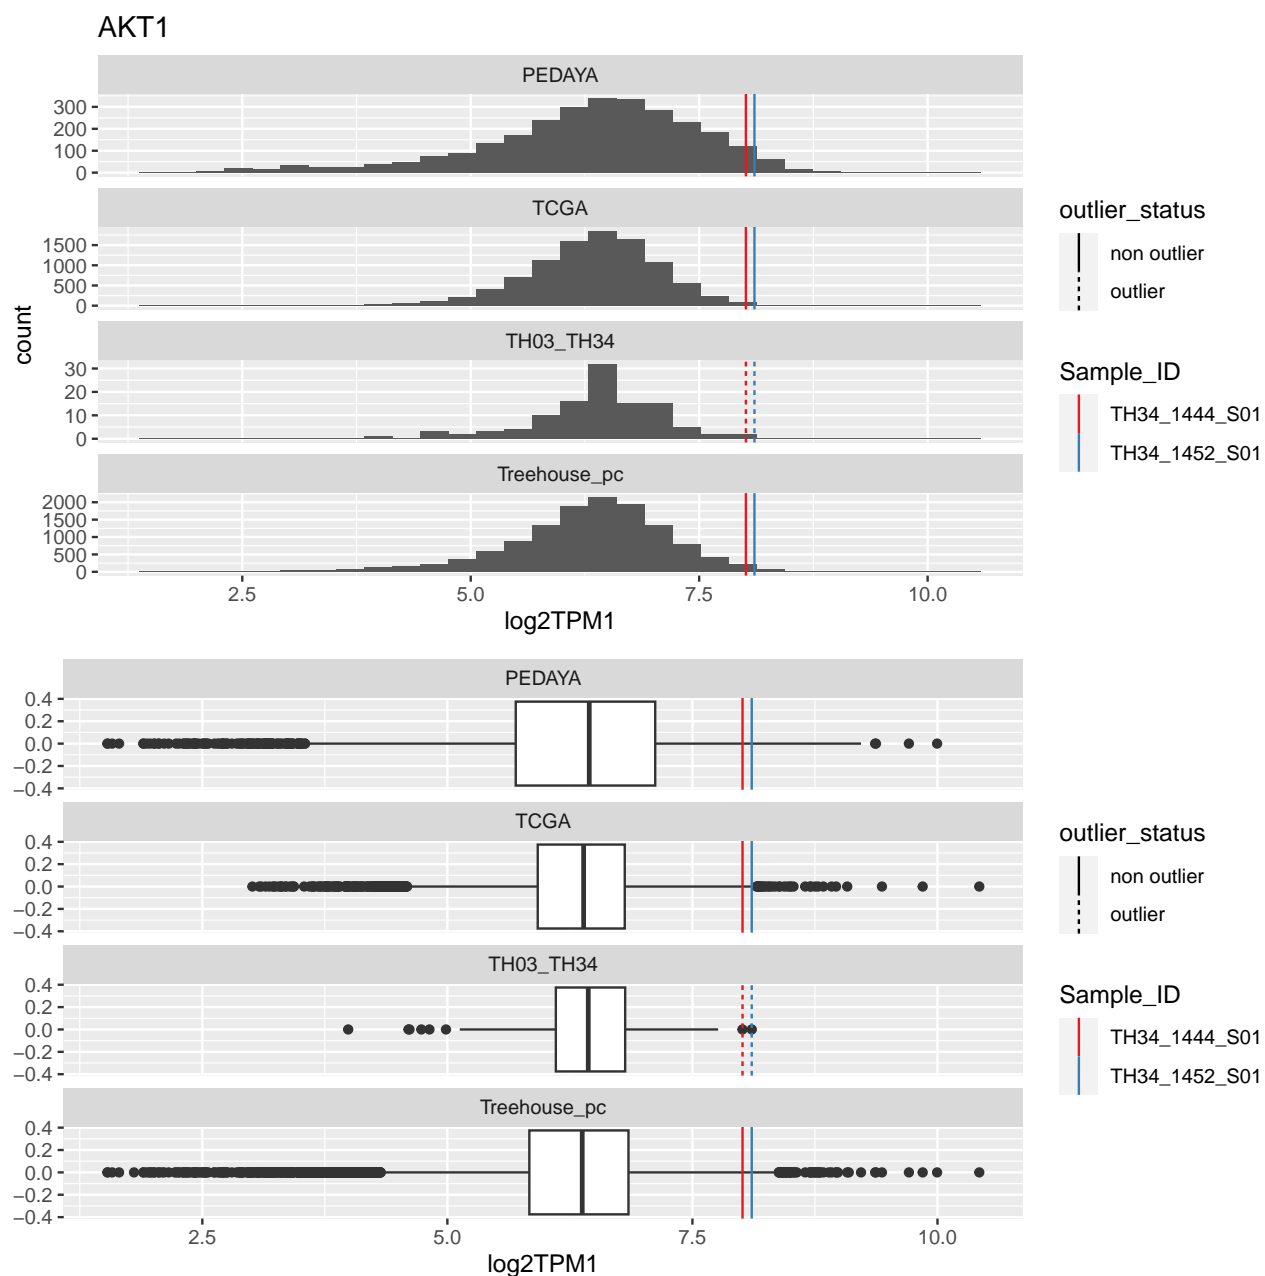 AKT1
PEDAYA
300
200
100
0
TCGA
1500
1000
500
0
TH03_TH34
30
20
10
0
Treehouse_pc
2000
1500
1000
500
0
2.5 5.0 7.5 10.0
log2TPM1
count
outlier_status
non outlier
outlier
Sample_ID
TH34_1444_S01
TH34_1452_S01
PEDAYA
0.4
0.2
0.0
−0.2
−0.4
TCGA
0.4
0.2
0.0
−0.2
−0.4
TH03_TH34
0.4
0.2
0.0
−0.2
−0.4
Treehouse_pc
0.4
0.2
0.0
−0.2
−0.4
2.5 5.0 7.5 10.0
log2TPM1
outlier_status
non outlier
outlier
Sample_ID
TH34_1444_S01
TH34_1452_S01